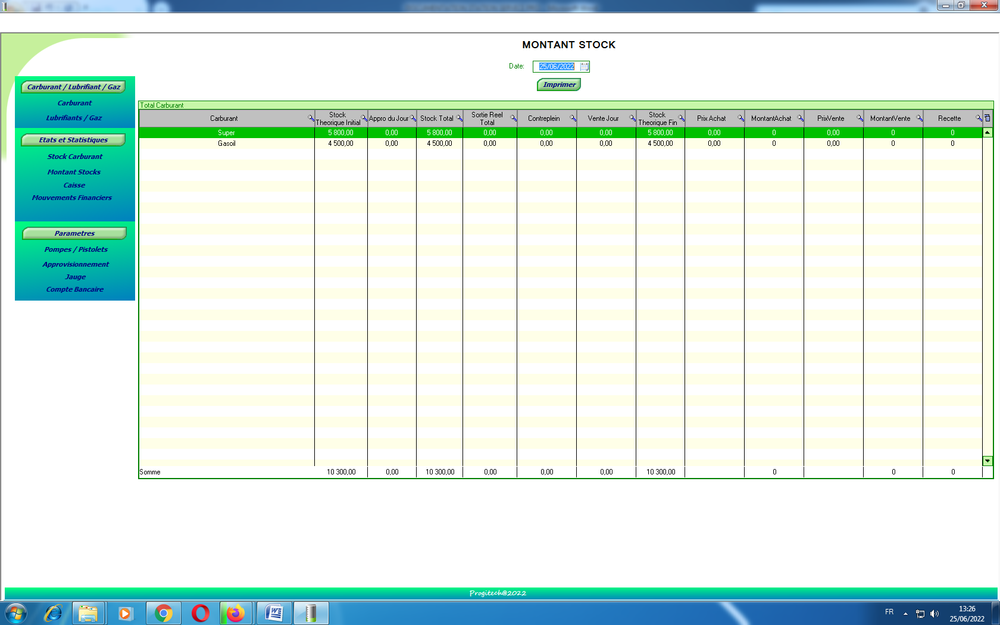 MONTANT STOCK
Date: 25/06/2022
Imprimer
Carburant / Lubrifiant / Gaz
Carburant
Lubrifiants / Gaz
Etats et Statistiques
Stock Carburant
Montant Stocks
Caisse
Mouvements Financiers
Parametres
Pompes / Pistolets
Approvisionnement
Jauge
Compte Bancaire
Total Carburant
Carburant Stock Theorique Initial Appro du Jour Stock Total Sortie Reel Total Contreplein Vente Jour Stock Theorique Fin Prix Achat MontantAchat PrixVente MontantVente Recette
Super 5 800,00 0,00 5 800,00 0,00 0,00 0,00 5 800,00 0,00 0 0,00 0 0
Gasoil 4 500,00 0,00 4 500,00 0,00 0,00 0,00 4 500,00 0,00 0 0,00 0 0
Somme 10 300,00 0,00 10 300,00 0,00 0,00 0,00 10 300,00 0 0 0
Progitech@2022
FR
13:26
25/06/2022